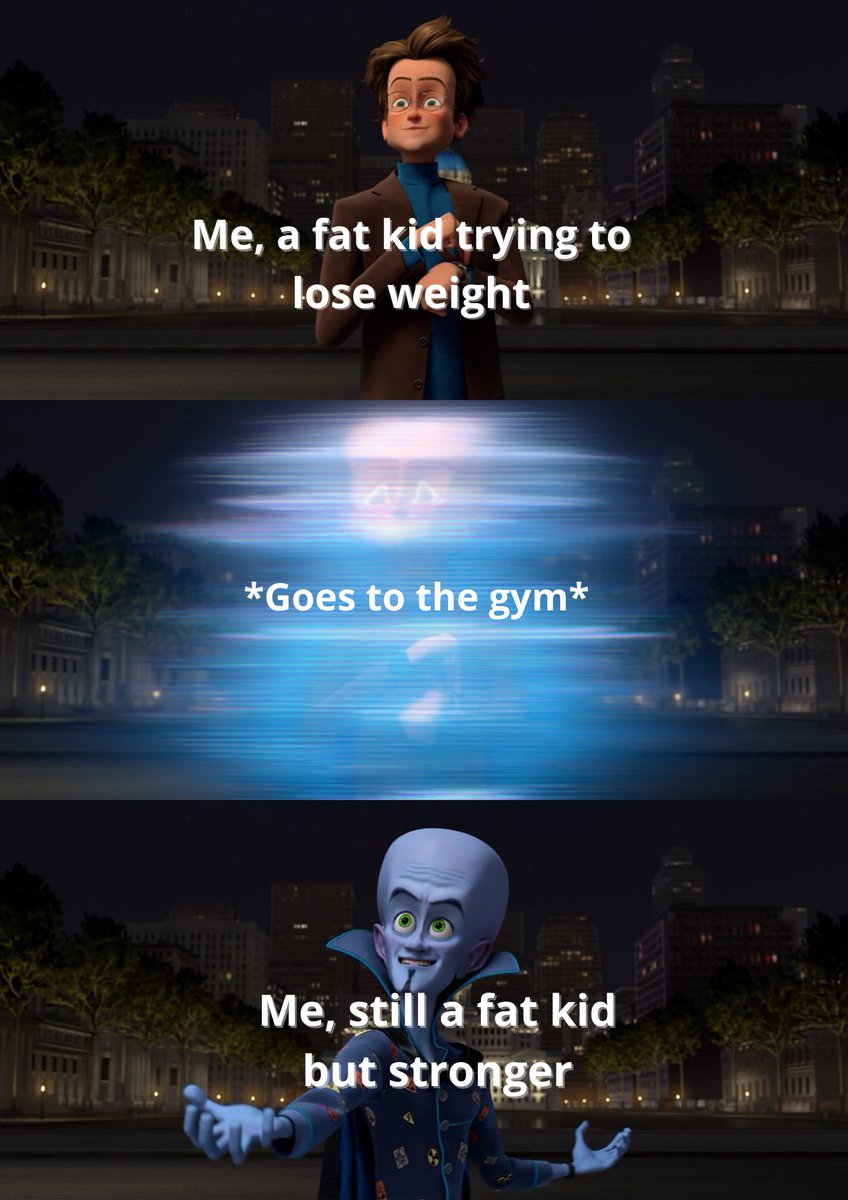 Me, a fat kid trying to
lose weight
*Goes to the gym*
Me, still a fat kid
but stronger